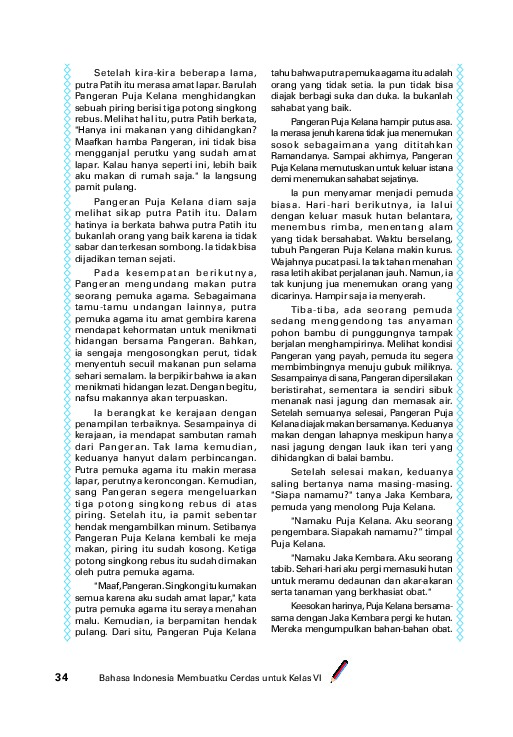 Setelah kira-kira beberapa lama,
putra Patih itu merasa amat lapar. Barulah
Pangeran Puja Kelana menghidangkan
sebuah piring berisi tiga potong singkong
rebus. Melihat hal itu, putra Patih berkata,
"Hanya ini makanan yang dihidangkan?
Maafkan hamba Pangeran, ini tidak bisa
mengganjal perutku yang sudah amat
lapar. Kalau hanya seperti ini, lebih baik
aku makan di rumah saja." Ia langsung
pamit pulang.
Pangeran Puja Kelana diam saja
melihat sikap putra Patih itu. Dalam
hatinya ia berkata bahwa putra Patih itu
bukanlah orang yang baik karena ia tidak
sabar dan terkesan sombong. Ia tidak bisa
dijadikan teman sejati.
Pada kesempatan berikutnya,
Pangeran mengundang makan putra
seorang pemuka agama. Sebagaimana
tamu-tamu undangan lainnya, putra
pemuka agama itu amat gembira karena
mendapat kehormatan untuk menikmati
hidangan bersama Pangeran. Bahkan,
ia sengaja mengosongkan perut, tidak
menyentuh secuil makanan pun selama
sehari semalam. Ia berpikir bahwa ia akan
menikmati hidangan lezat. Dengan begitu,
nafsu makannya akan terpuaskan.
Ia berangkat ke kerajaan dengan
penampilan terbaiknya. Sesampainya di
kerajaan, ia mendapat sambutan ramah
dari Pangeran. Tak lama kemudian,
keduanya hanyut dalam perbincangan.
Putra pemuka agama itu makin merasa
lapar, perutnya keroncongan. Kemudian,
sang Pangeran segera mengeluarkan
tiga potong singkong rebus di atas
piring. Setelah itu, ia pamit sebentar
hendak mengambilkan minum. Setibanya
Pangeran Puja Kelana kembali ke meja
makan, piring itu sudah kosong. Ketiga
potong singkong rebus itu sudah dimakan
oleh putra pemuka agama.
"Maaf, Pangeran. Singkong itu kumakan
semua karena aku sudah amat lapar," kata
putra pemuka agama itu seraya menahan
malu. Kemudian, ia berpamitan hendak
pulang. Dari situ, Pangeran Puja Kelana
tahu bahwa putra pemuka agama itu adalah
orang yang tidak setia. Ia pun tidak bisa
diajak berbagi suka dan duka. Ia bukanlah
sahabat yang baik.
Pangeran Puja Kelana hampir putus asa.
Ia merasa jenuh karena tidak jua menemukan
sosok sebagaimana yang dititahkan
Ramandanya. Sampai akhirnya, Pangeran
Puja Kelana memutuskan untuk keluar istana
demi menemukan sahabat sejatinya.
Ia pun menyamar menjadi pemuda
biasa. Hari-hari berikutnya, ia lalui
dengan keluar masuk hutan belantara,
menembus rimba, menentang alam
yang tidak bersahabat. Waktu berselang,
tubuh Pangeran Puja Kelana makin kurus.
Wajahnya pucat pasi. Ia tak tahan menahan
rasa letih akibat perjalanan jauh. Namun, ia
tak kunjung jua menemukan orang yang
dicarinya. Hampir saja ia menyerah.
Tiba-tiba, ada seorang pemuda
sedang menggendong tas anyaman
pohon bambu di punggungnya tampak
berjalan menghampirinya. Melihat kondisi
Pangeran yang payah, pemuda itu segera
membimbingnya menuju gubuk miliknya.
Sesampainya di sana, Pangeran dipersilakan
beristirahat, sementara ia sendiri sibuk
menanak nasi jagung dan memasak air.
Setelah semuanya selesai, Pangeran Puja
Kelana diajak makan bersamanya. Keduanya
makan dengan lahapnya meskipun hanya
nasi jagung dengan lauk ikan teri yang
dihidangkan di balai bambu.
Setelah selesai makan, keduanya
saling bertanya nama masing-masing.
"Siapa namamu?" tanya Jaka Kembara,
pemuda yang menolong Puja Kelana.
"Namaku Puja Kelana. Aku seorang
pengembara. Siapakah namamu?" timpal
Puja Kelana.
"Namaku Jaka Kembara. Aku seorang
tabib. Sehari-hari aku pergi memasuki hutan
untuk meramu dedaunan dan akar-akaran
serta tanaman yang berkhasiat obat."
Keesokan harinya, Puja Kelana bersama-
sama dengan Jaka Kembara pergi ke hutan.
Mereka mengumpulkan bahan-bahan obat.
34 Bahasa Indonesia Membuatku Cerdas untuk Kelas VI